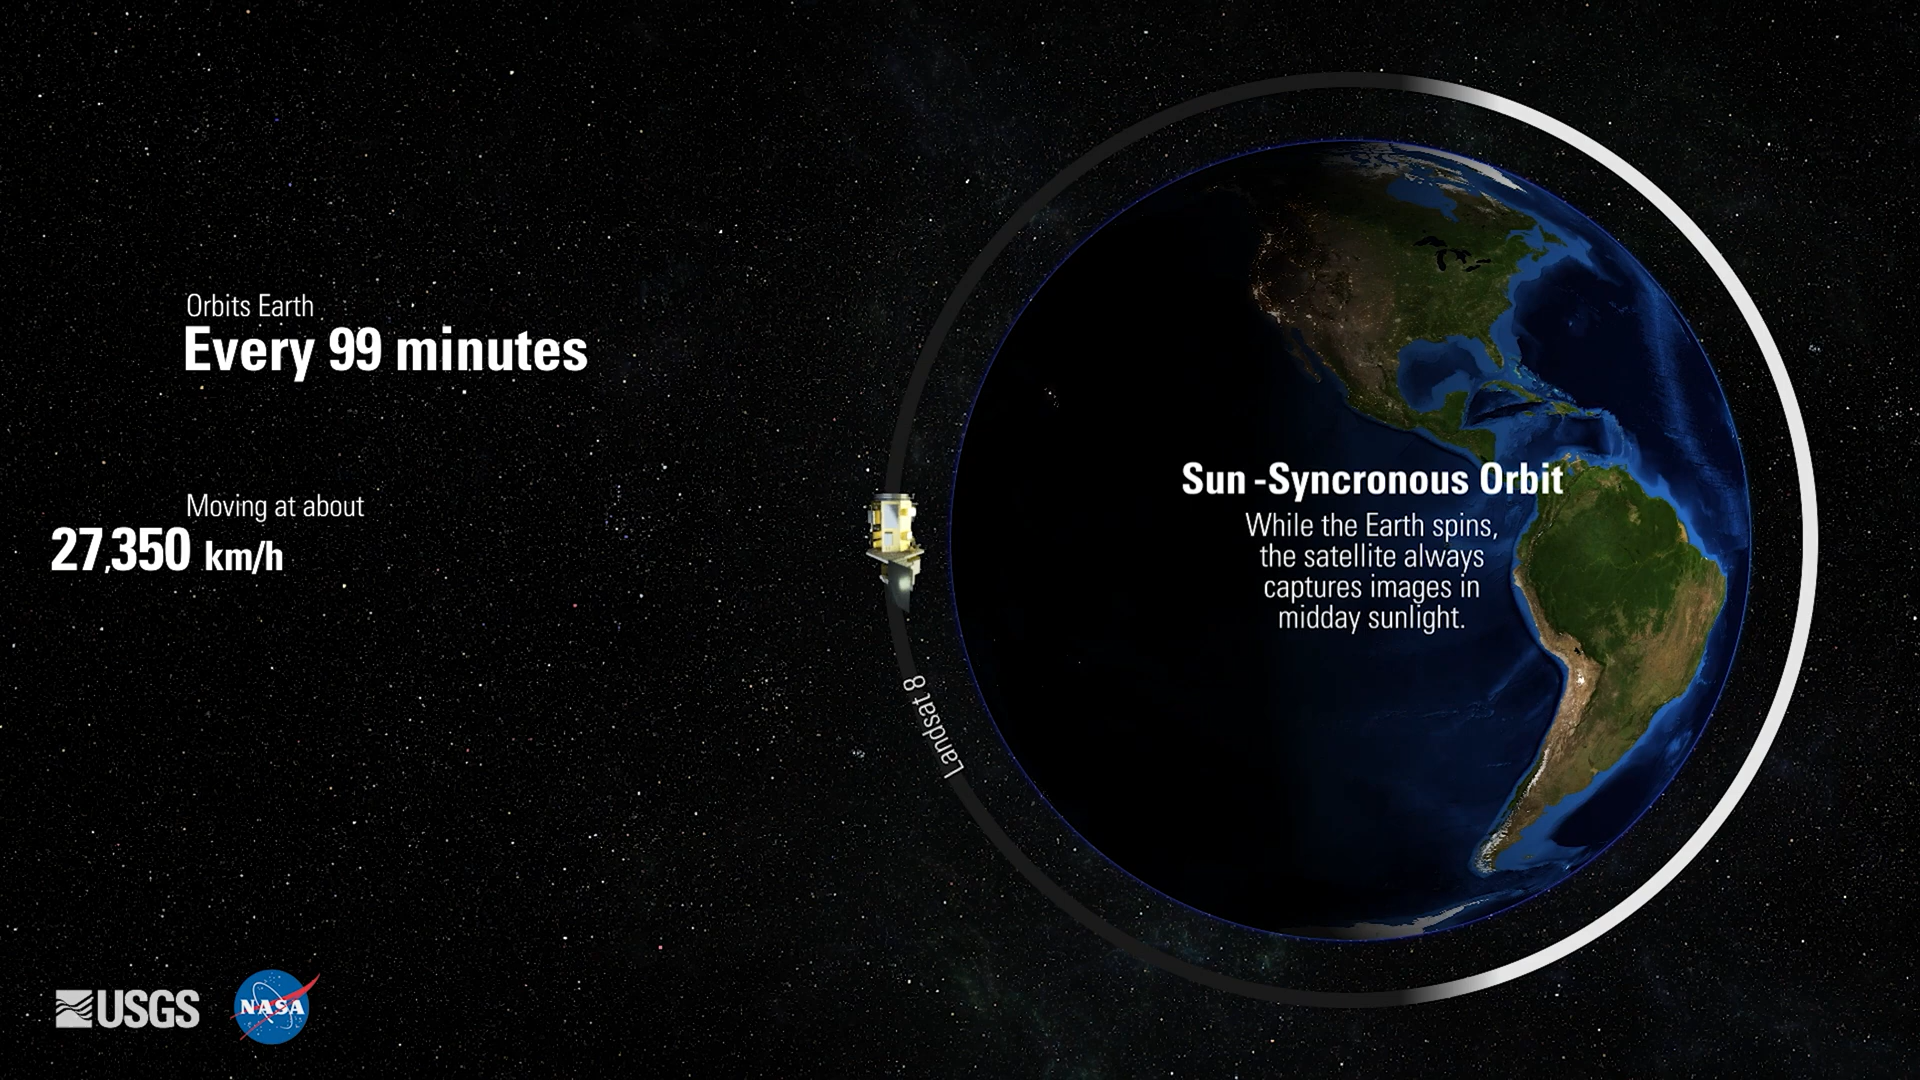 Orbits Earth
Every 99 minutes
Moving at about
27,350 km/h
Sun -Syncronous Orbit
While the Earth spins,
the satellite always
captures images in
midday sunlight.
Landsat 8
USGS
NASA